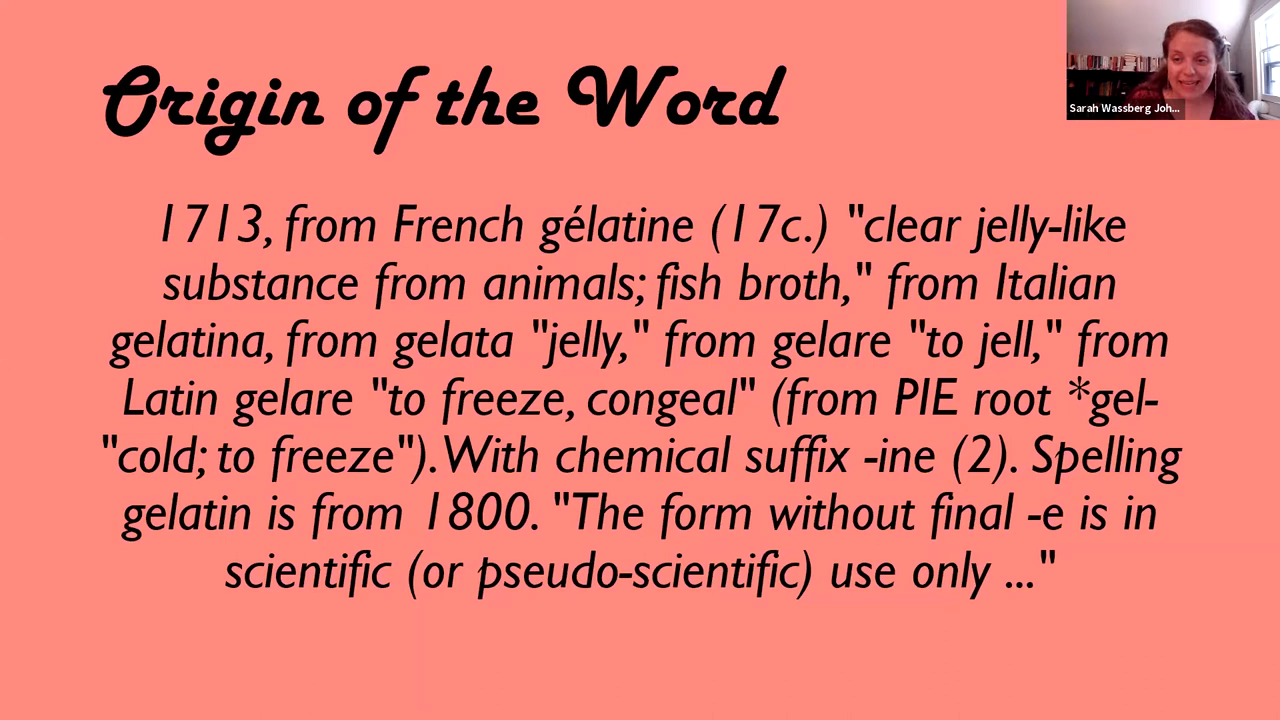 Origin of the Word
Sarah Wassberg Joh...
1713, from French gélatine (17c.) "clear jelly-like
substance from animals; fish broth," from Italian
gelatina, from gelata "jelly," from gelare "to jell," from
Latin gelare "to freeze, congeal" (from PIE root *gel-
"cold; to freeze"). With chemical suffix -ine (2). Spelling
gelatin is from 1800. "The form without final -e is in
scientific (or pseudo-scientific) use only ..."